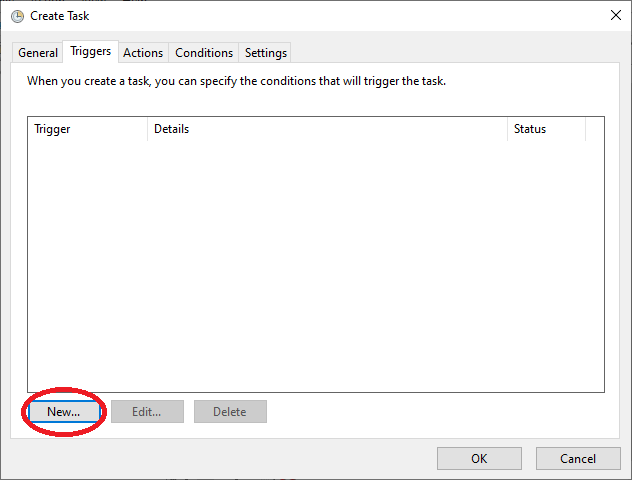 Create Task
General Triggers Actions Conditions Settings
When you create a task, you can specify the conditions that will trigger the task.
Trigger Details Status
New... Edit... Delete
OK Cancel